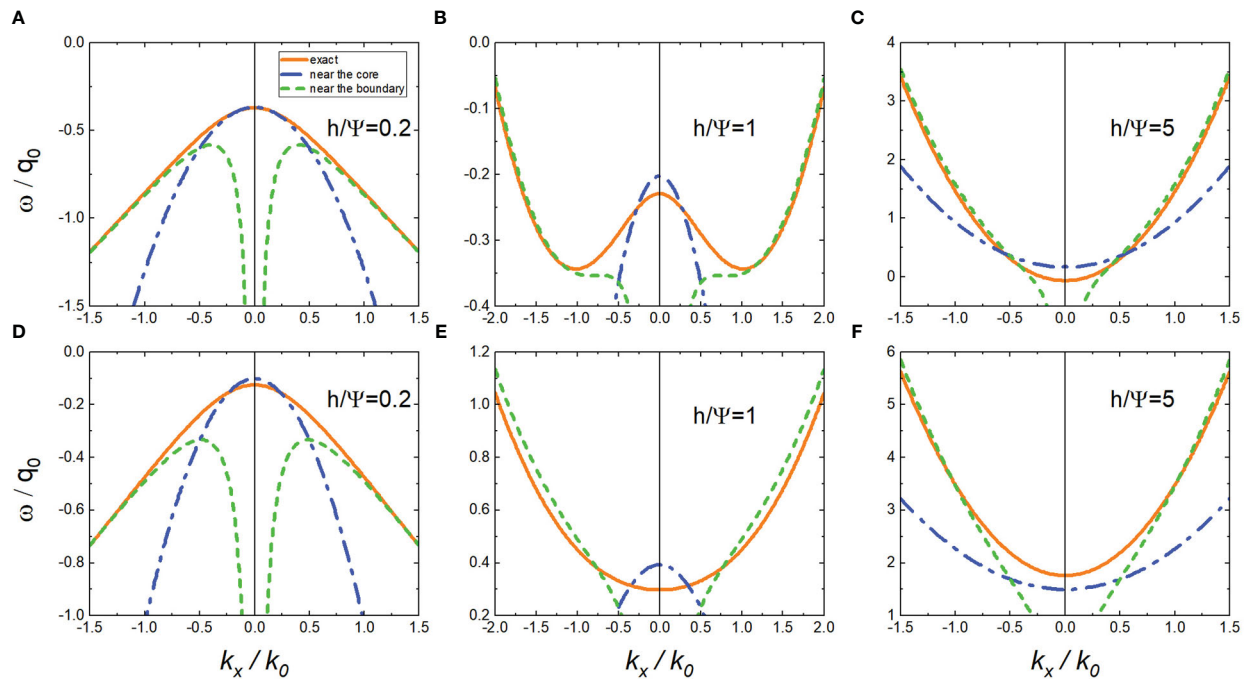 A
B
C
0.0
-0.5
-1.0
-1.5
ω / q0
exact
near the core
near the boundary
h/Ψ=0.2
-1.5 -1.0 -0.5 0.0 0.5 1.0 1.5
0.0
-0.1
-0.2
-0.3
-0.4
h/Ψ=1
-2.0 -1.5 -1.0 -0.5 0.0 0.5 1.0 1.5 2.0
4
3
2
1
0
h/Ψ=5
-1.5 -1.0 -0.5 0.0 0.5 1.0 1.5
D
E
F
0.0
-0.2
-0.4
-0.6
-0.8
-1.0
ω / q0
h/Ψ=0.2
-1.5 -1.0 -0.5 0.0 0.5 1.0 1.5
kx / k0
1.2
1.0
0.8
0.6
0.4
0.2
h/Ψ=1
-2.0 -1.5 -1.0 -0.5 0.0 0.5 1.0 1.5 2.0
kx / k0
6
5
4
3
2
1
h/Ψ=5
-1.5 -1.0 -0.5 0.0 0.5 1.0 1.5
kx / k0